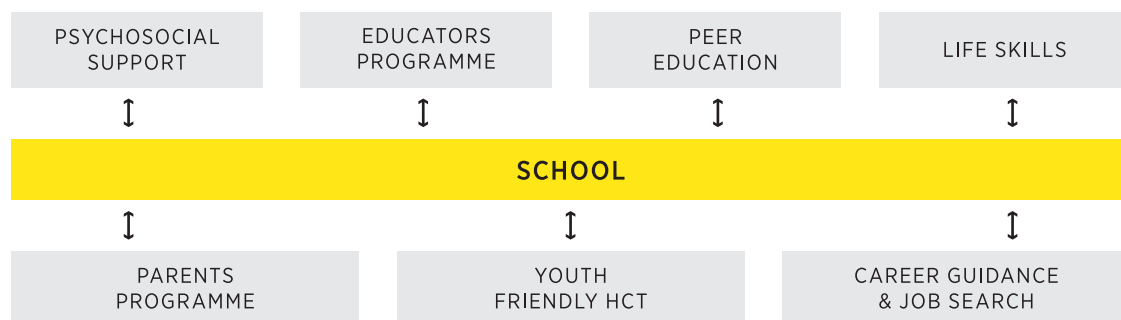 PSYCHOSOCIAL
SUPPORT
EDUCATORS
PROGRAMME
PEER
EDUCATION
LIFE SKILLS
SCHOOL
PARENTS
PROGRAMME
YOUTH
FRIENDLY HCT
CAREER GUIDANCE
& JOB SEARCH